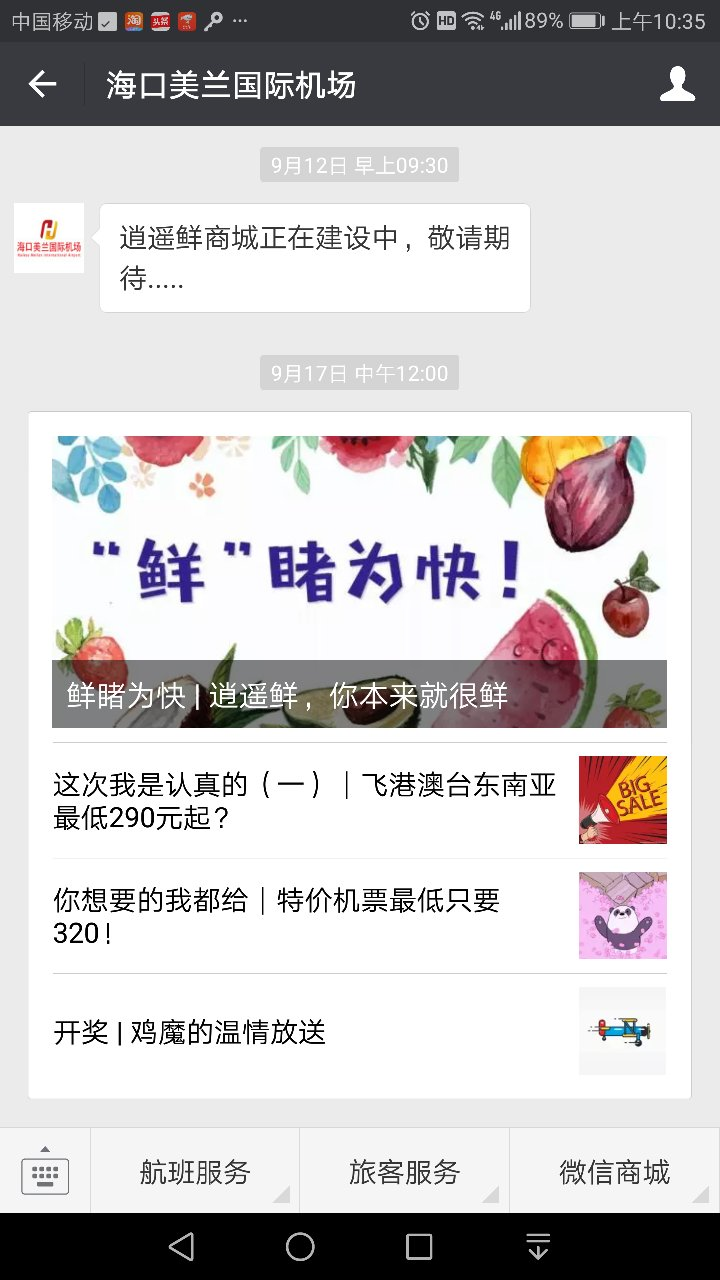 中国移动
HD 4G 89% 上午10:35
海口美兰国际机场
9月12日 早上09:30
海口美兰国际机场
逍遥鲜商城正在建设中，敬请期
待.....
9月17日 中午12:00
“鲜”睹为快！
鲜睹为快 | 逍遥鲜，你本来就很鲜
这次我是认真的（一）｜飞港澳台东南亚
最低290元起？
BIG
SALE
你想要的我都给｜特价机票最低只要
320！
开奖 | 鸡魔的温情放送
航班服务
旅客服务
微信商城